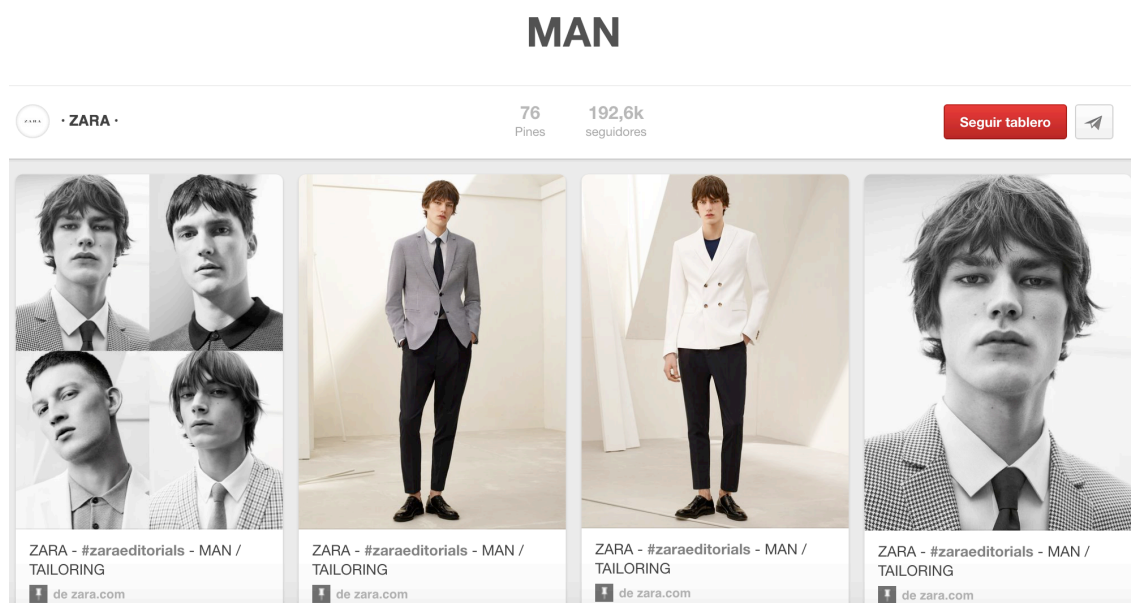 MAN
ZARA
· ZARA ·
76
Pines
192,6k
seguidores
Seguir tablero
ZARA - #zaraeditorials - MAN /
TAILORING
de zara.com
ZARA - #zaraeditorials - MAN /
TAILORING
de zara.com
ZARA - #zaraeditorials - MAN /
TAILORING
de zara.com
ZARA - #zaraeditorials - MAN /
TAILORING
de zara.com